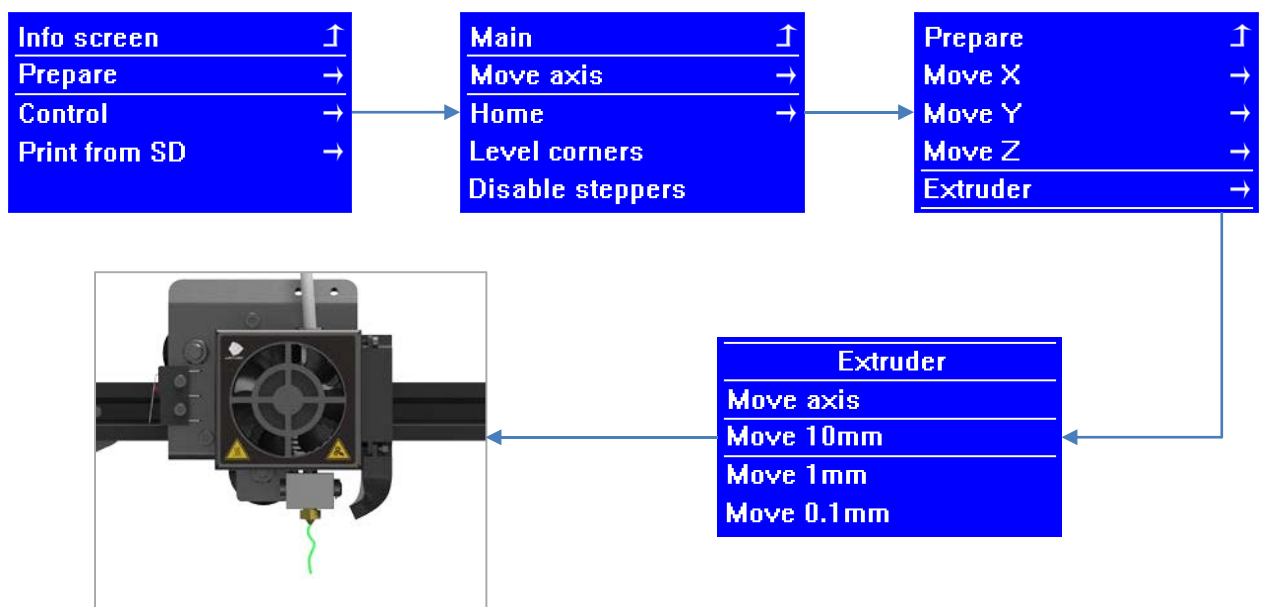 Info screen
Prepare
Control
Print from SD
Main
Move axis
Home
Level corners
Disable steppers
Prepare
Move X
Move Y
Move Z
Extruder
Extruder
Move axis
Move 10mm
Move 1mm
Move 0.1mm